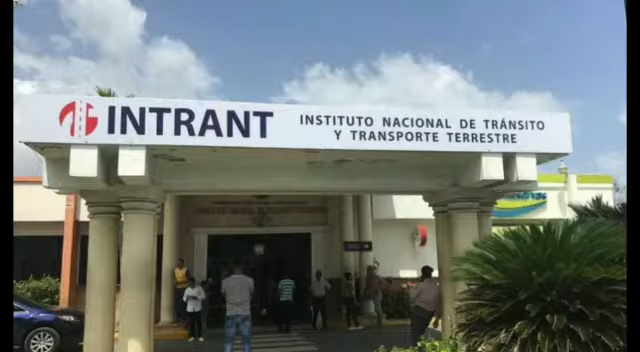 INTRANT
INSTITUTO NACIONAL DE TRÁNSITO
Y TRANSPORTE TERRESTRE